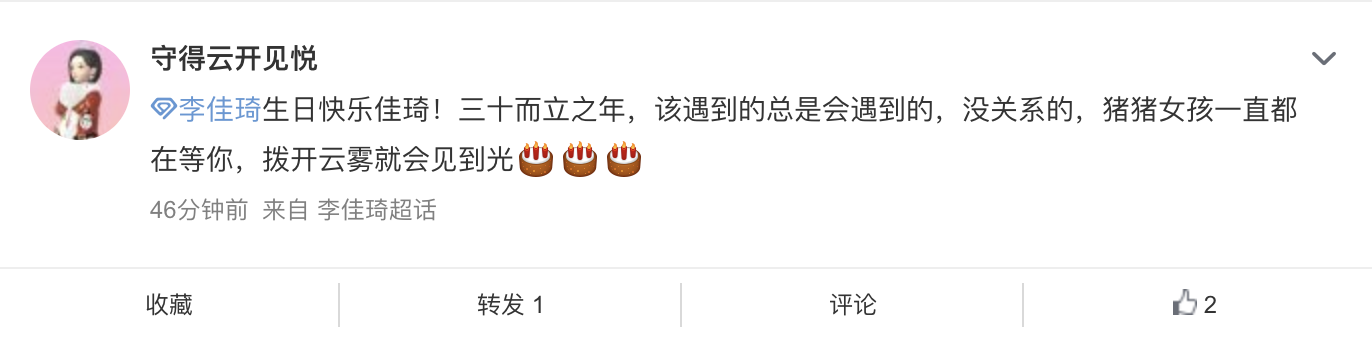 守得云开见悦
李佳琦生日快乐佳琦！三十而立之年，该遇到的总是会遇到的，没关系的，猪猪女孩一直都
在等你，拨开云雾就会见到光🎂🎂🎂
46分钟前 来自 李佳琦超话
收藏 转发 1 评论 2